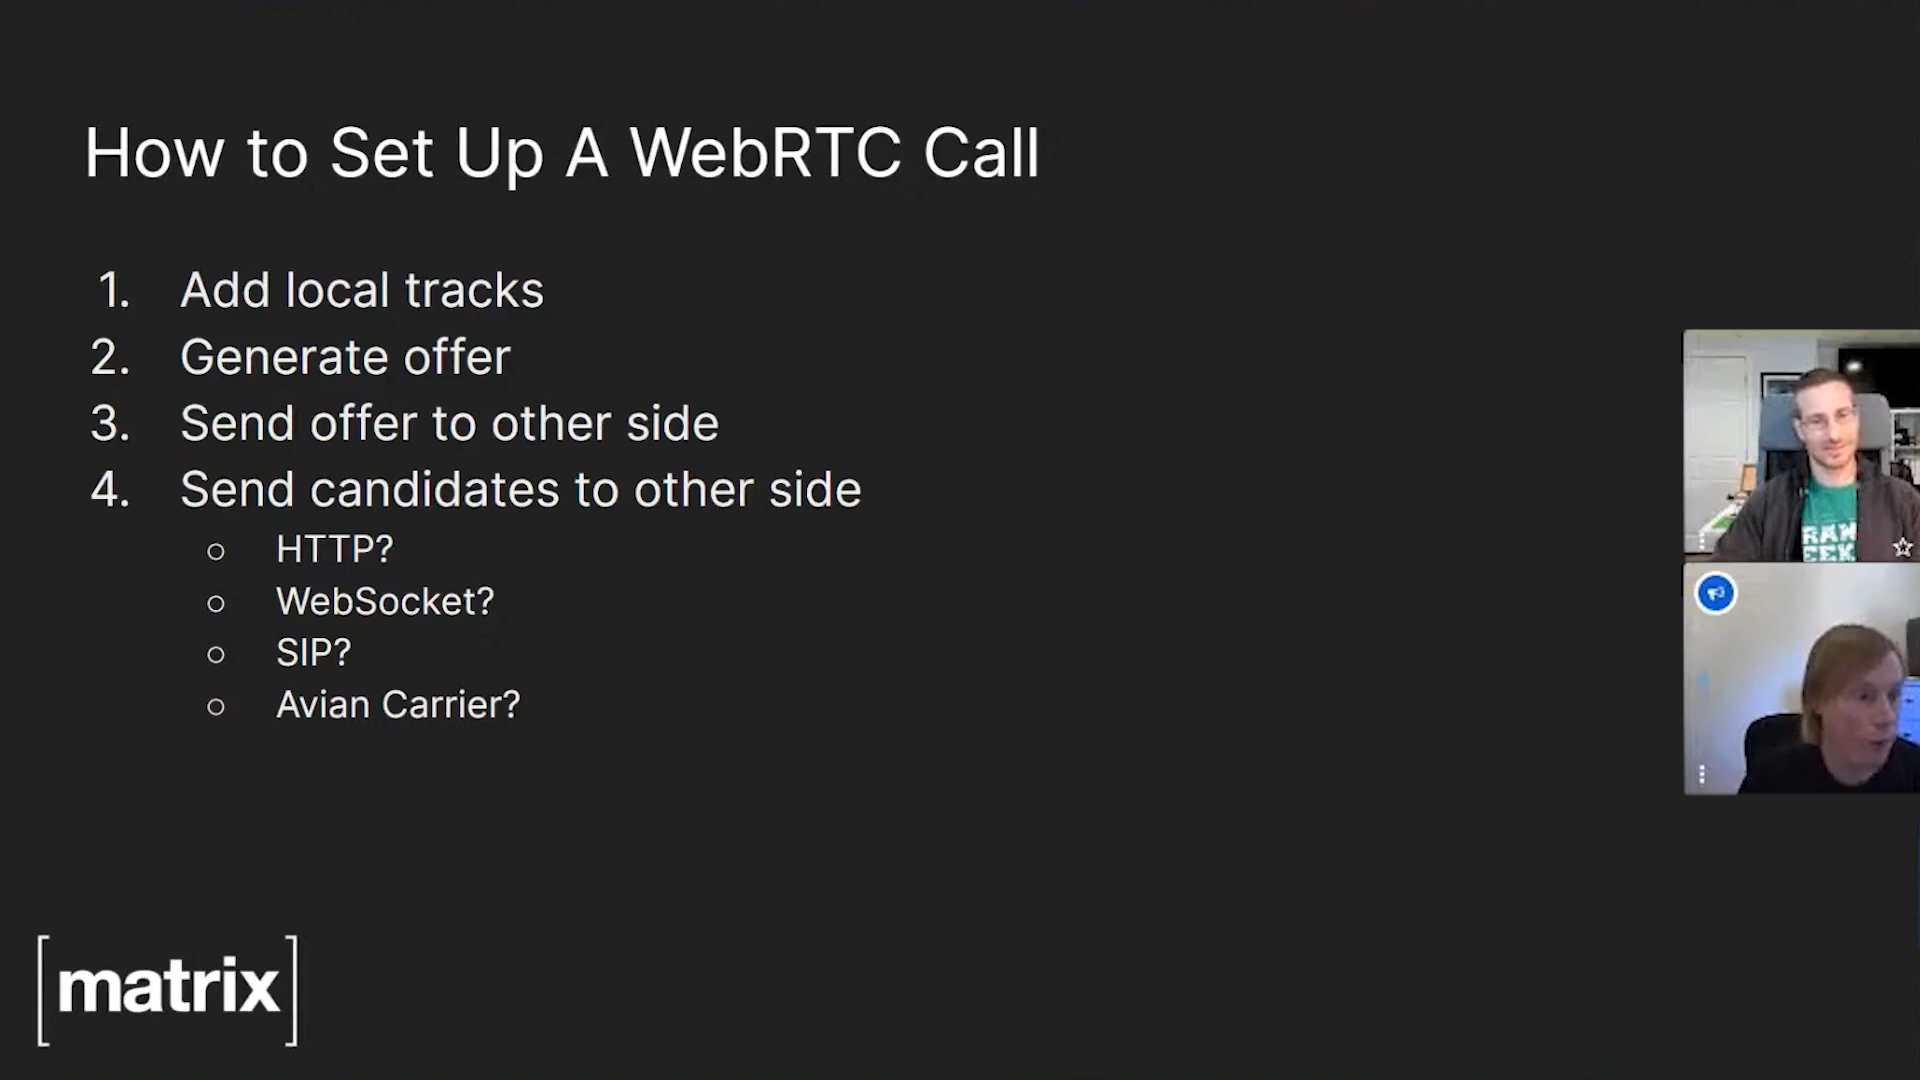 How to Set Up A WebRTC Call
1. Add local tracks
2. Generate offer
3. Send offer to other side
4. Send candidates to other side
○ HTTP?
○ WebSocket?
○ SIP?
○ Avian Carrier?
[matrix]